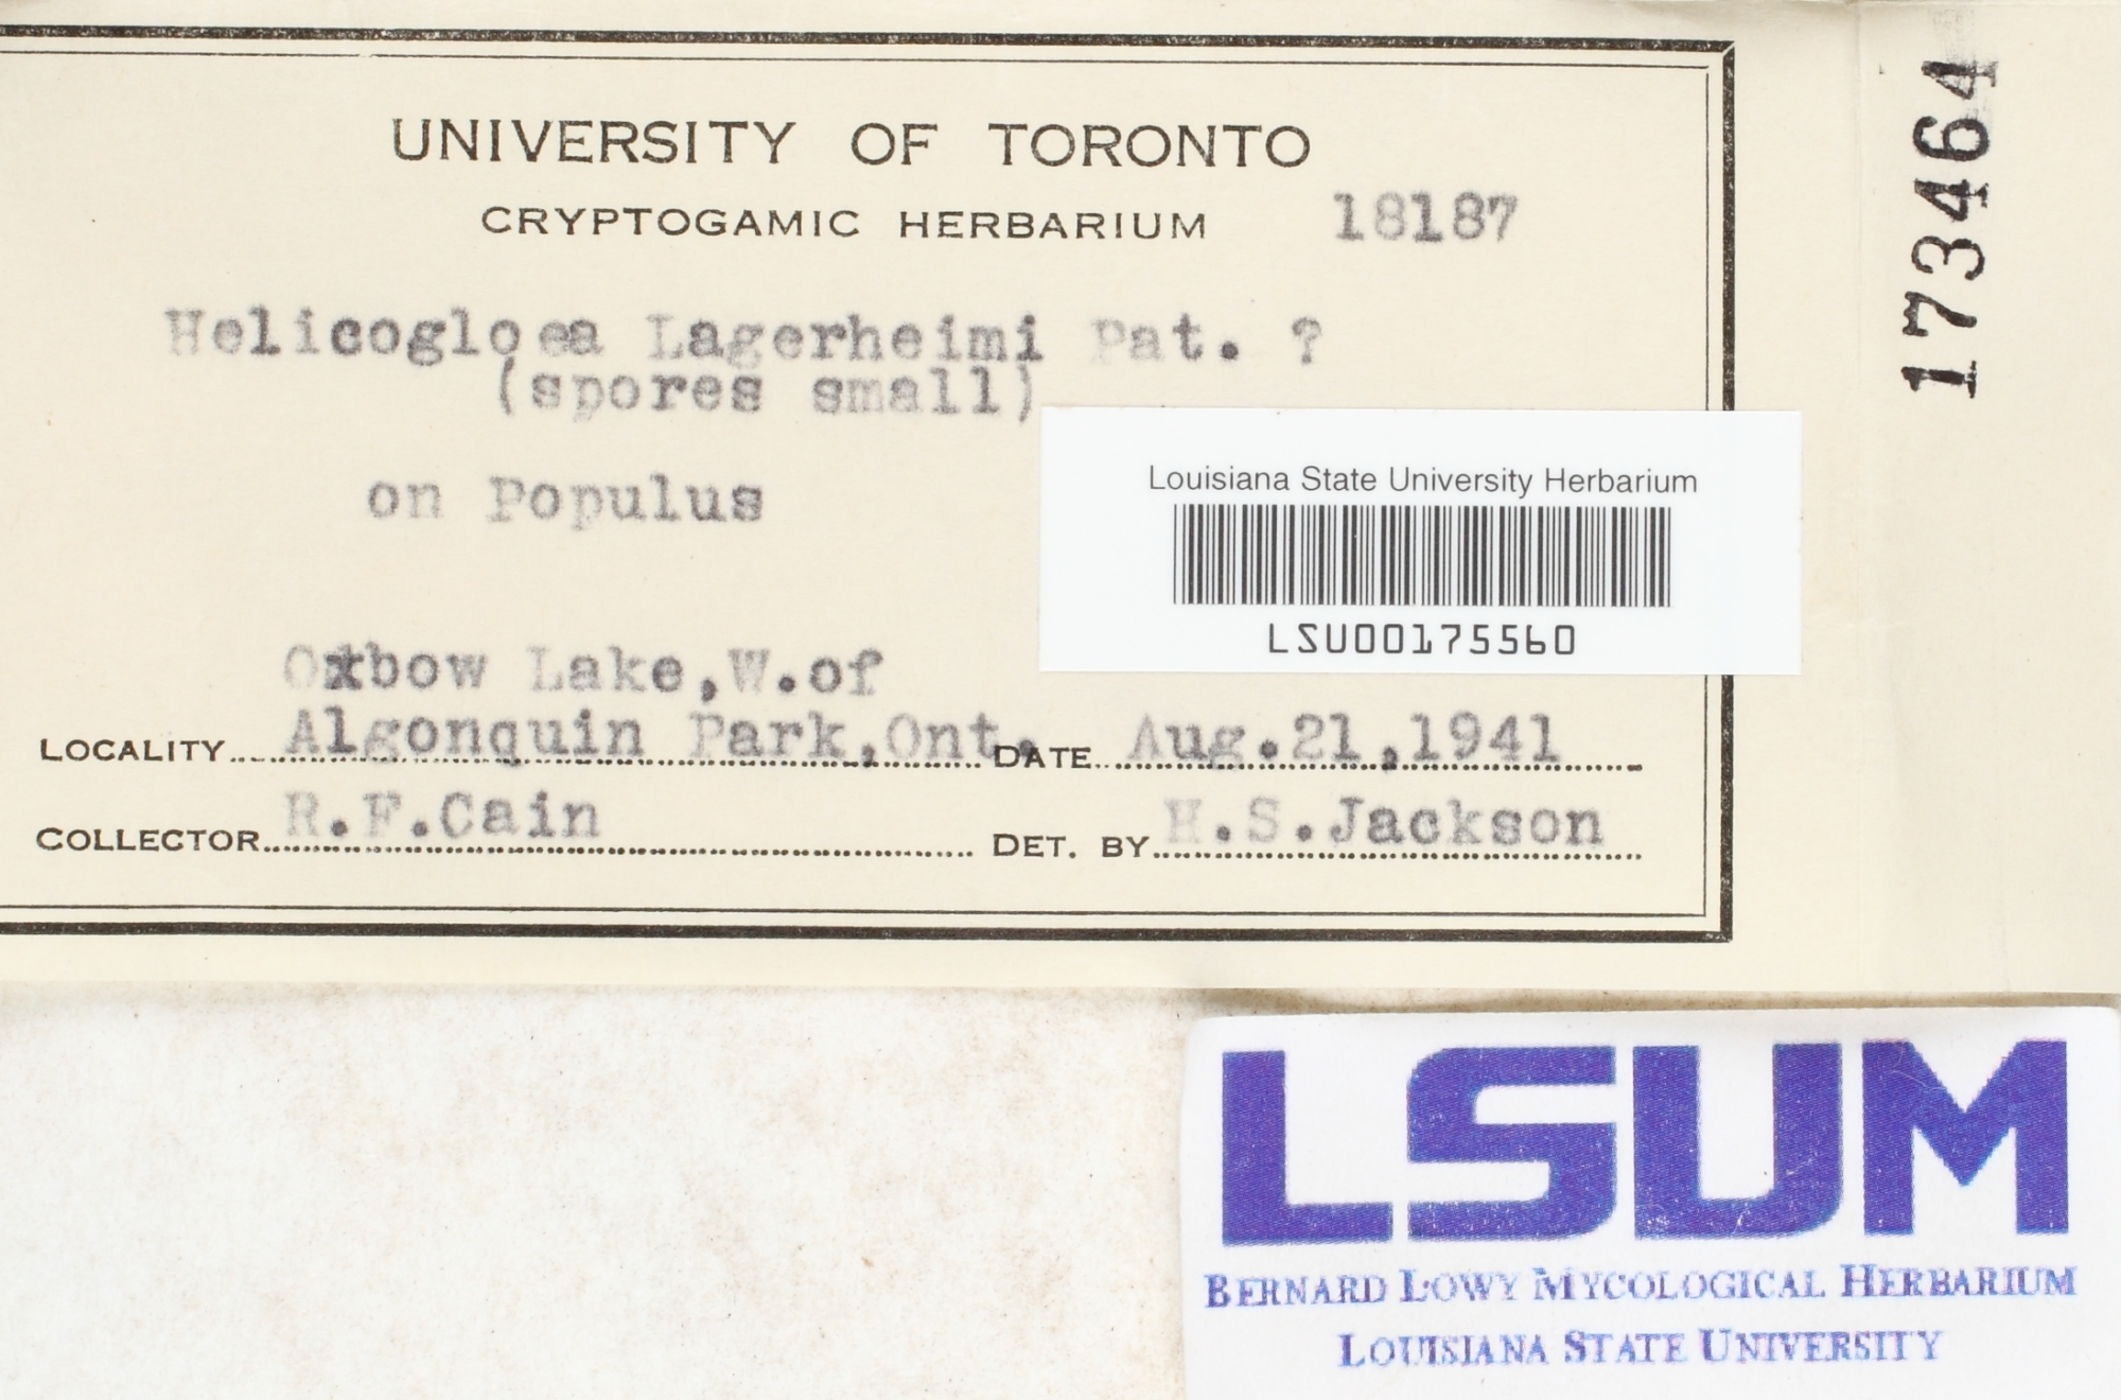 UNIVERSITY OF TORONTO
CRYPTOGAMIC HERBARIUM 18187
Helicogloea Lagerheimi Pat. ?
(spores small)
on Populus
Oxbow Lake,W.of
LOCALITY Algonquin Park,Ont. DATE Aug.21,1941
COLLECTOR R.F.Cain DET. BY H.S.Jackson
173464
Louisiana State University Herbarium
LSU00175560
LSUM
BERNARD LOWY MYCOLOGICAL HERBARIUM
LOUISIANA STATE UNIVERSITY